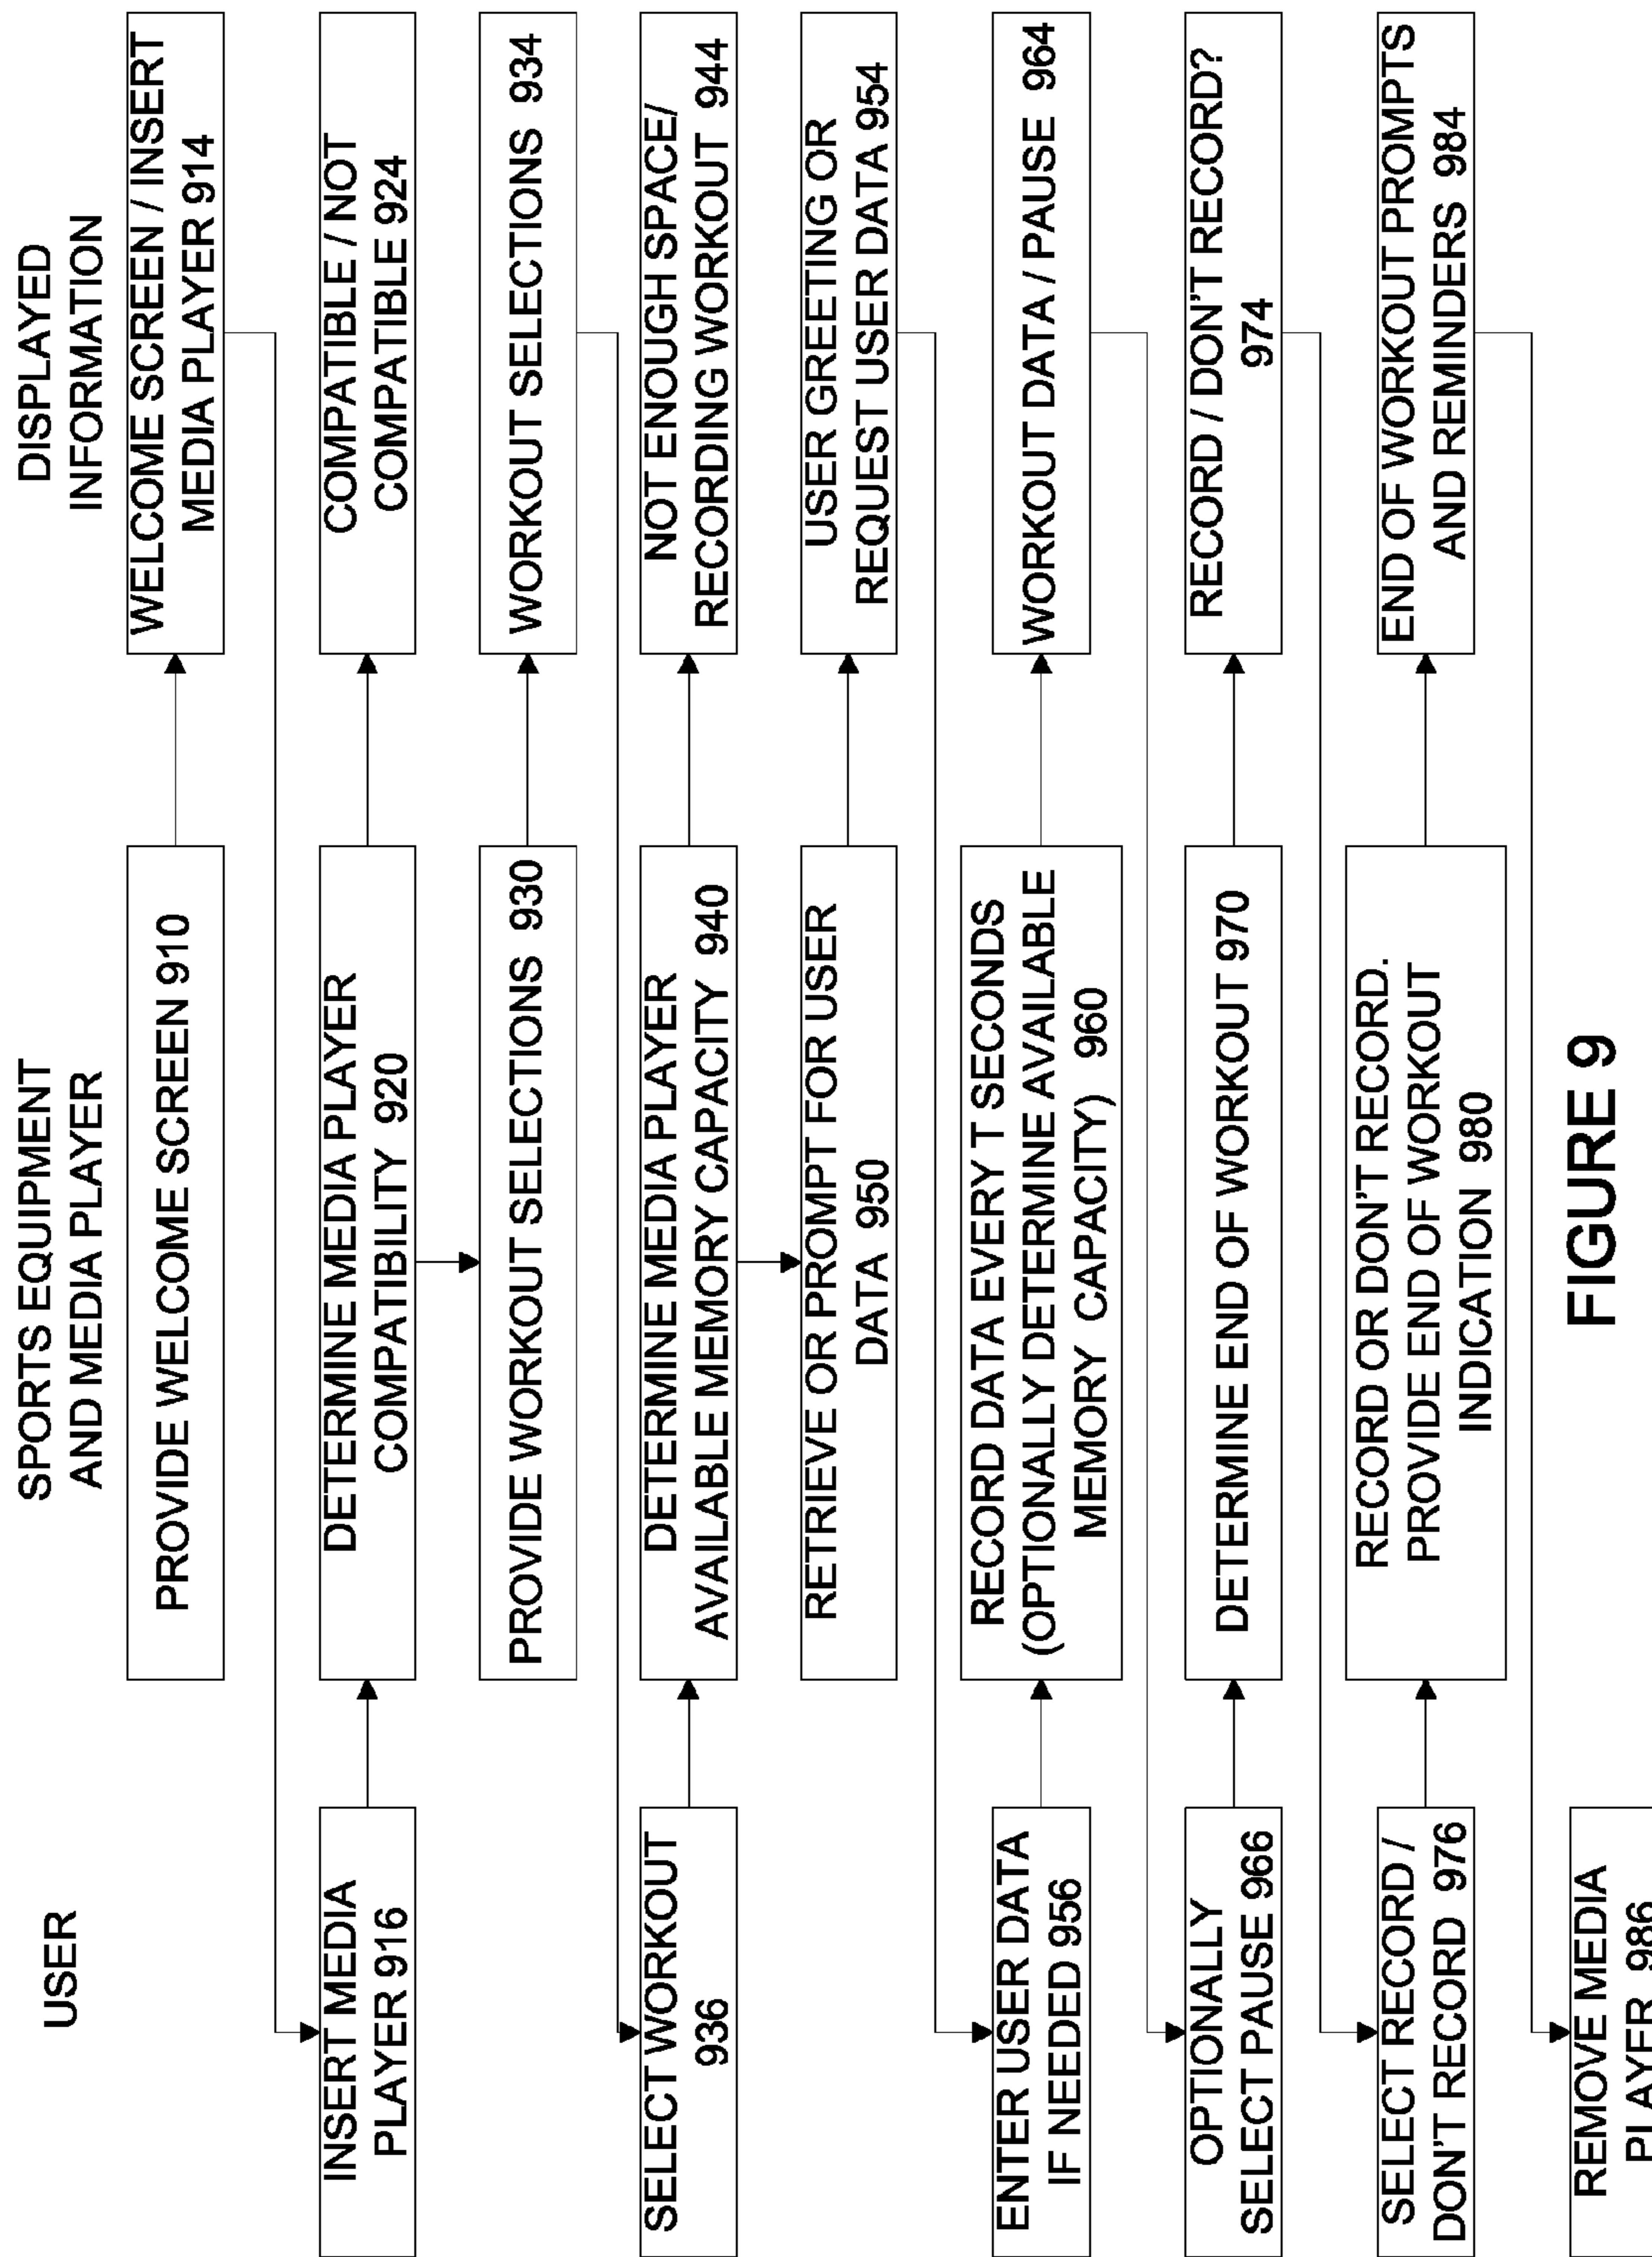 USER
SPORTS EQUIPMENT
AND MEDIA PLAYER
DISPLAYED
INFORMATION
PROVIDE WELCOME SCREEN 910
WELCOME SCREEN / INSERT
MEDIA PLAYER 914
INSERT MEDIA
PLAYER 916
DETERMINE MEDIA PLAYER
COMPATIBILITY 920
COMPATIBLE / NOT
COMPATIBLE 924
PROVIDE WORKOUT SELECTIONS 930
WORKOUT SELECTIONS 934
SELECT WORKOUT
936
DETERMINE MEDIA PLAYER
AVAILABLE MEMORY CAPACITY 940
NOT ENOUGH SPACE/
RECORDING WORKOUT 944
RETRIEVE OR PROMPT FOR USER
DATA 950
USER GREETING OR
REQUEST USER DATA 954
ENTER USER DATA
IF NEEDED 956
RECORD DATA EVERY T SECONDS
(OPTIONALLY DETERMINE AVAILABLE
MEMORY CAPACITY) 960
WORKOUT DATA / PAUSE 964
OPTIONALLY
SELECT PAUSE 966
DETERMINE END OF WORKOUT 970
RECORD / DON'T RECORD?
974
SELECT RECORD /
DON'T RECORD 976
RECORD OR DON'T RECORD.
PROVIDE END OF WORKOUT
INDICATION 980
END OF WORKOUT PROMPTS
AND REMINDERS 984
REMOVE MEDIA
PLAYER 986
FIGURE 9